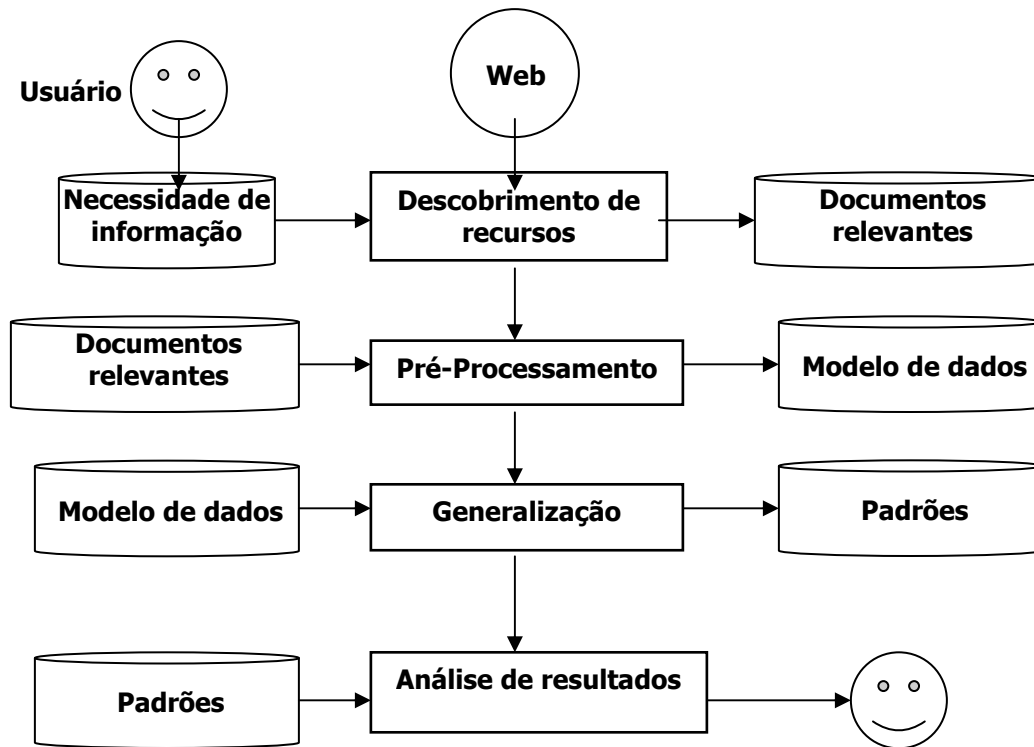 Usuário
Web
Necessidade de
informação
Descobrimento de
recursos
Documentos
relevantes
Documentos
relevantes
Pré-Processamento
Modelo de dados
Modelo de dados
Generalização
Padrões
Padrões
Análise de resultados